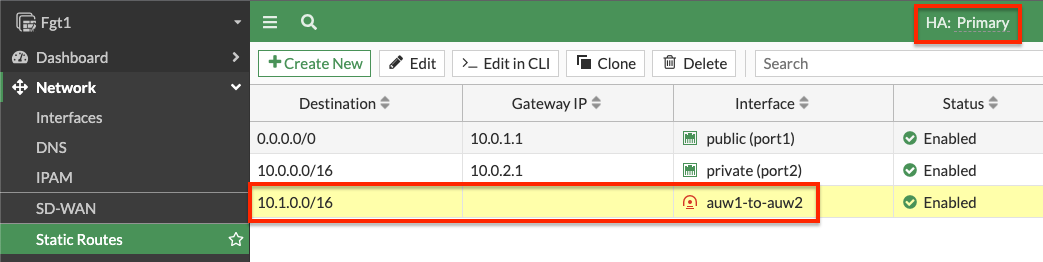 Fgt1
HA: Primary
Dashboard
Network
Interfaces
DNS
IPAM
SD-WAN
Static Routes
+Create New Edit >_ Edit in CLI Clone Delete Search
Destination Gateway IP Interface Status
0.0.0.0/0 10.0.1.1 public (port1) Enabled
10.0.0.0/16 10.0.2.1 private (port2) Enabled
10.1.0.0/16 auw1-to-auw2 Enabled